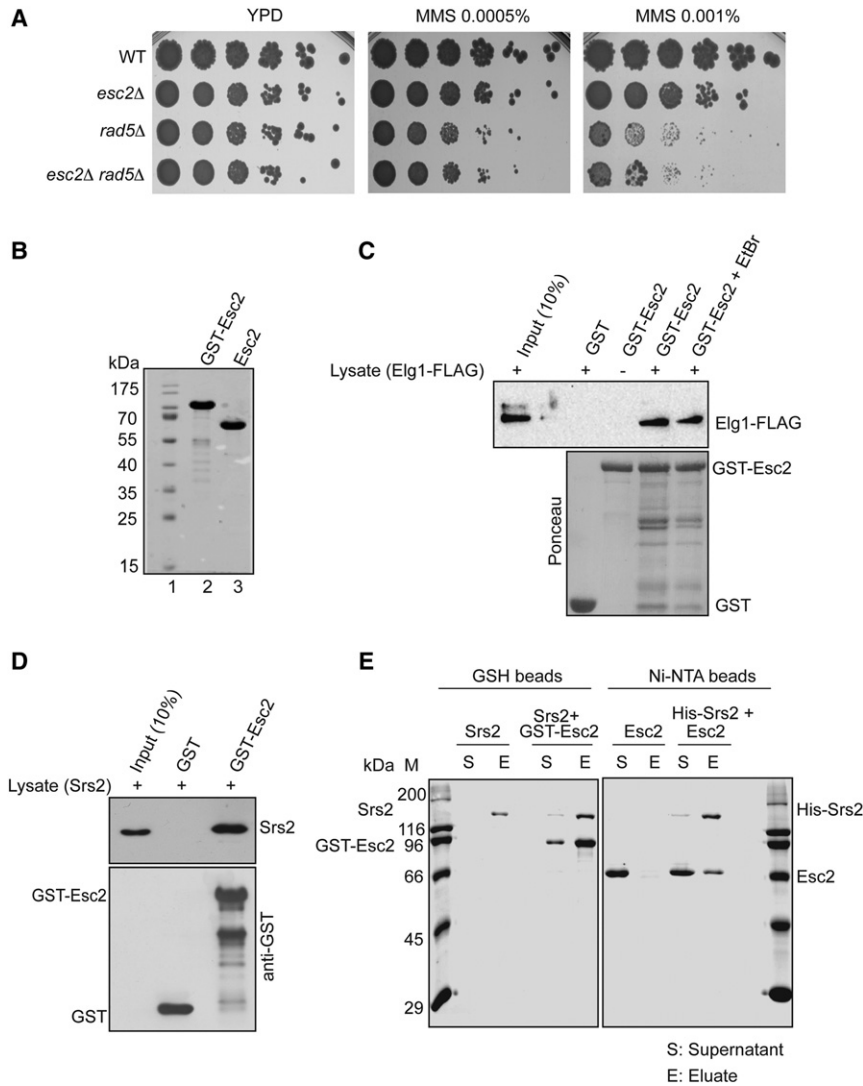 A
YPD
MMS 0.0005%
MMS 0.001%
WT
esc2Δ
rad5Δ
esc2Δ rad5Δ
B
kDa
GST-Esc2
Esc2
175
70
55
40
35
25
15
1 2 3
C
Input (10%)
GST
GST-Esc2
GST-Esc2
GST-Esc2 + EtBr
Lysate (Elg1-FLAG) + + - + +
Elg1-FLAG
GST-Esc2
Ponceau
GST
D
Input (10%)
GST
GST-Esc2
Lysate (Srs2) + + +
Srs2
GST-Esc2
anti-GST
GST
E
GSH beads
Ni-NTA beads
Srs2
Srs2+
GST-Esc2
Esc2
His-Srs2 +
Esc2
kDa M S E S E S E S E
200
Srs2
His-Srs2
116
GST-Esc2
96
66
Esc2
45
29
S: Supernatant
E: Eluate